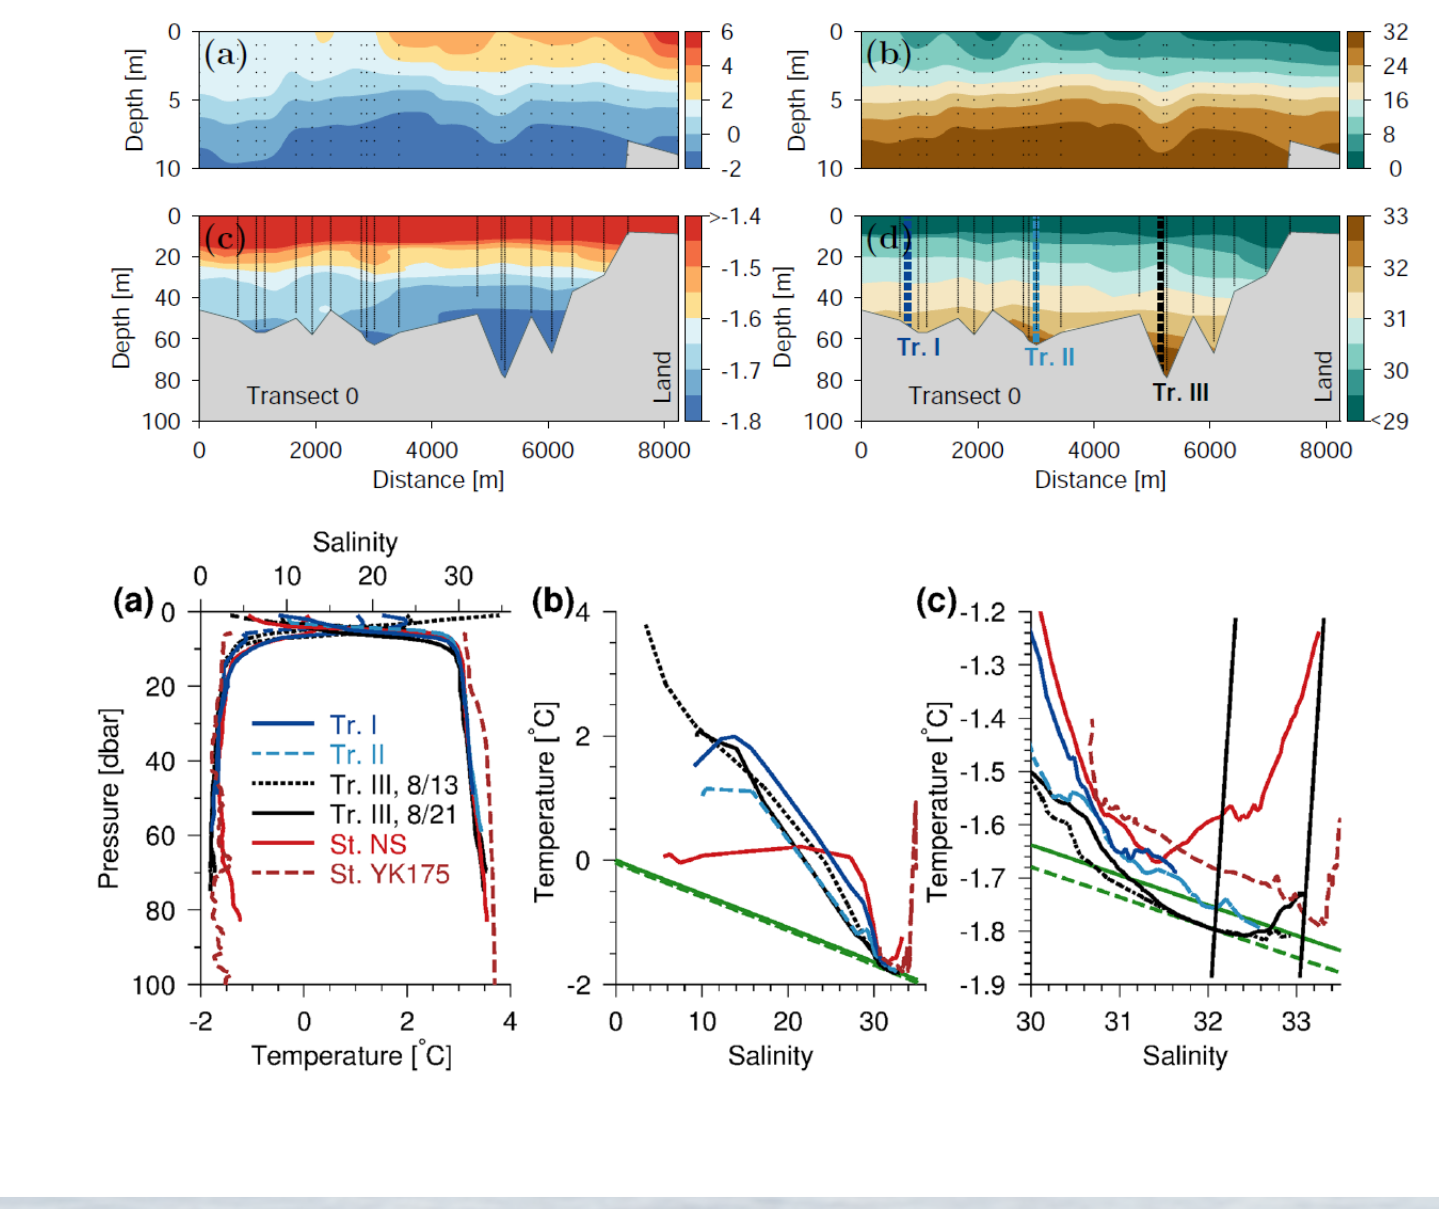 (a)
Depth [m]
0
5
10
6
4
2
0
-2
(b)
Depth [m]
0
5
10
32
24
16
8
0
(c)
Depth [m]
0
20
40
60
80
100
Transect 0
Land
>-1.4
-1.5
-1.6
-1.7
-1.8
0 2000 4000 6000 8000
Distance [m]
(d)
Depth [m]
0
20
40
60
80
100
Tr. I
Tr. II
Tr. III
Transect 0
Land
33
32
31
30
<29
0 2000 4000 6000 8000
Distance [m]
Salinity
0 10 20 30
(a)
Pressure [dbar]
0
20
40
60
80
100
Tr. I
Tr. II
Tr. III, 8/13
Tr. III, 8/21
St. NS
St. YK175
-2 0 2 4
Temperature [°C]
(b)
Temperature [°C]
4
2
0
-2
0 10 20 30
Salinity
(c)
Temperature [°C]
-1.2
-1.3
-1.4
-1.5
-1.6
-1.7
-1.8
-1.9
30 31 32 33
Salinity